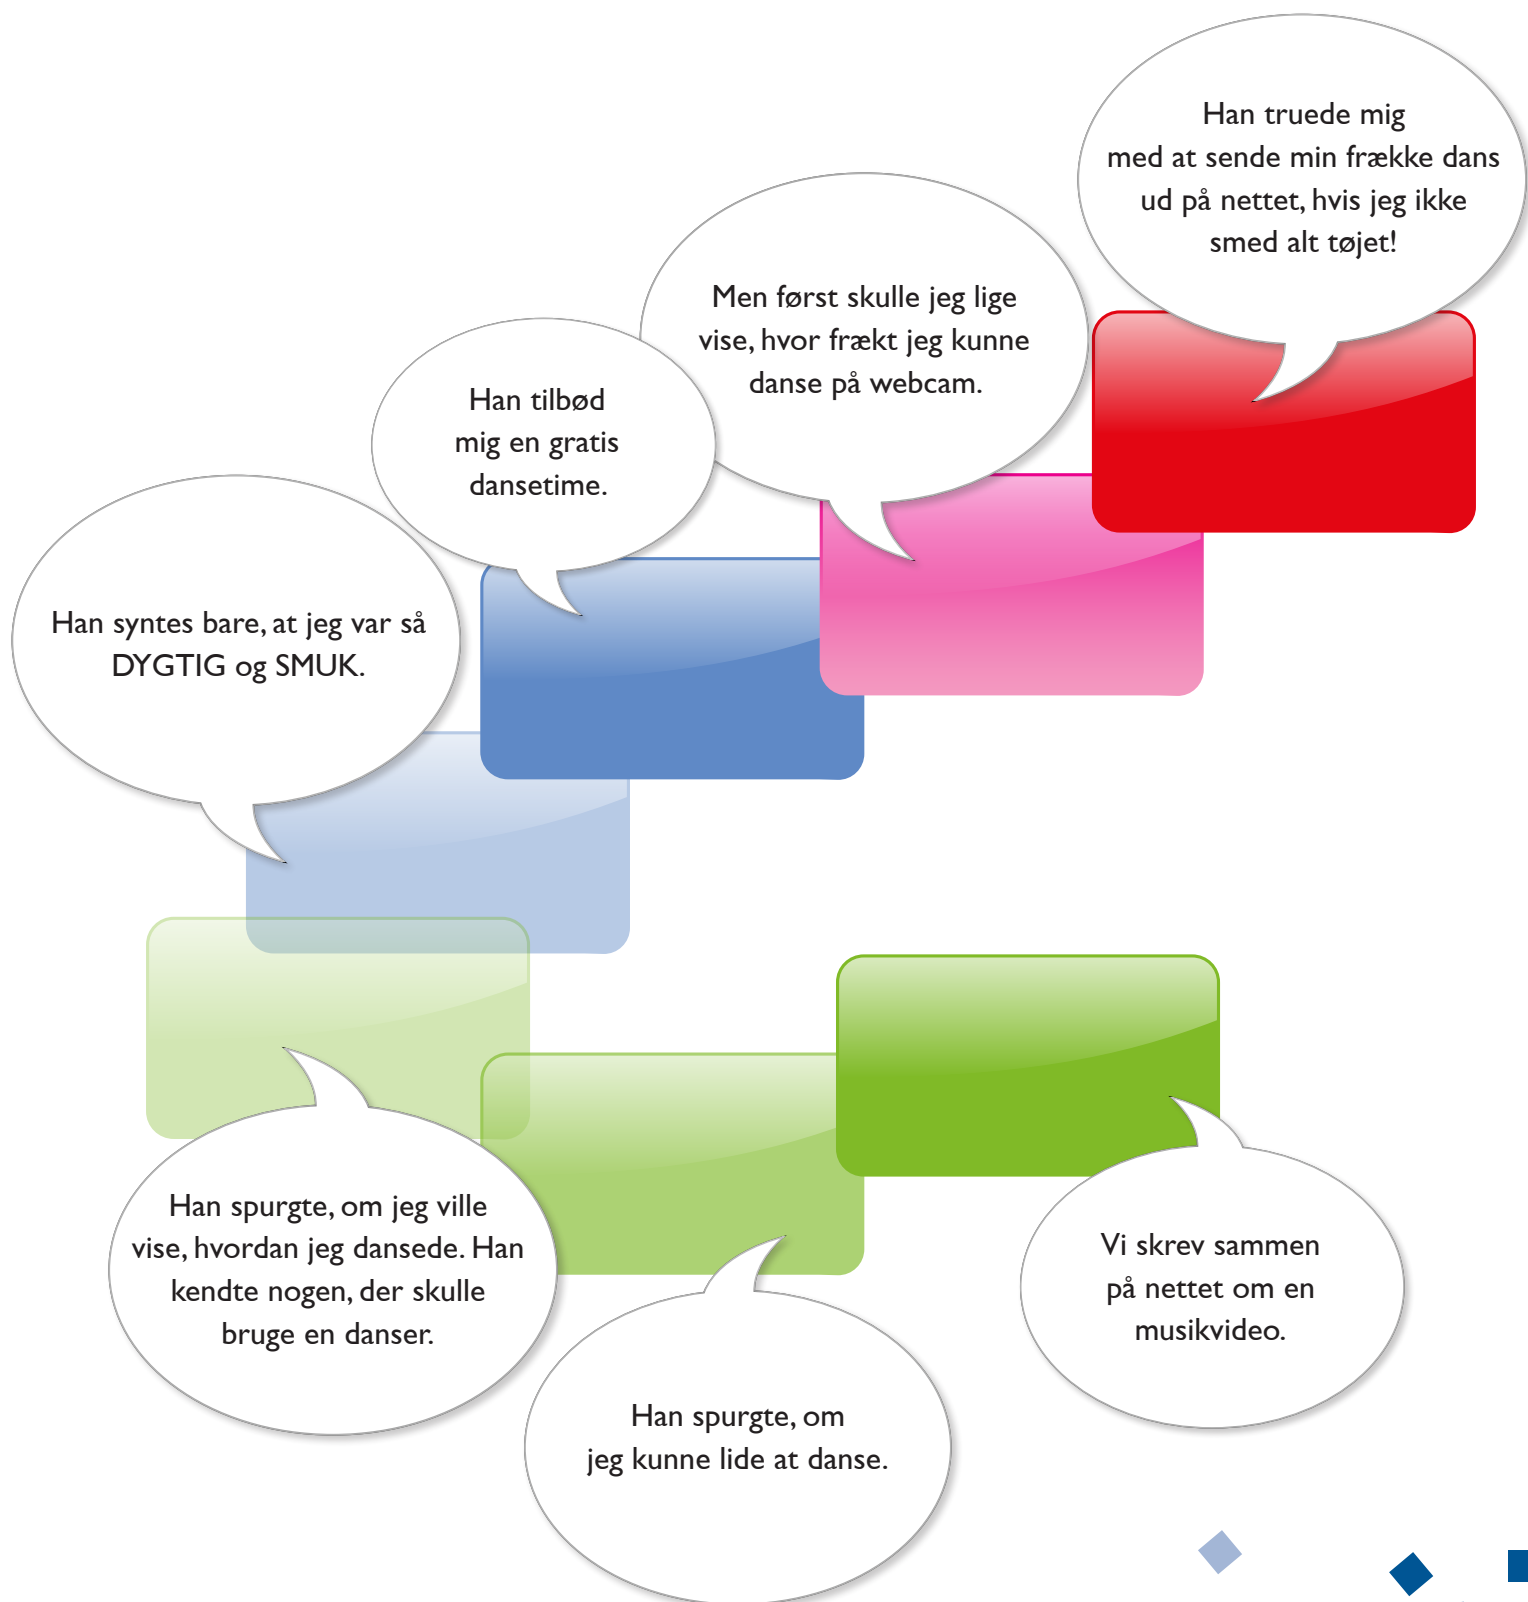 Han truede mig
med at sende min frække dans
ud på nettet, hvis jeg ikke
smed alt tøjet!
Men først skulle jeg lige
vise, hvor frækt jeg kunne
danse på webcam.
Han tilbød
mig en gratis
dansetime.
Han syntes bare, at jeg var så
DYGTIG og SMUK.
Han spurgte, om jeg ville
vise, hvordan jeg dansede. Han
kendte nogen, der skulle
bruge en danser.
Han spurgte, om
jeg kunne lide at danse.
Vi skrev sammen
på nettet om en
musikvideo.